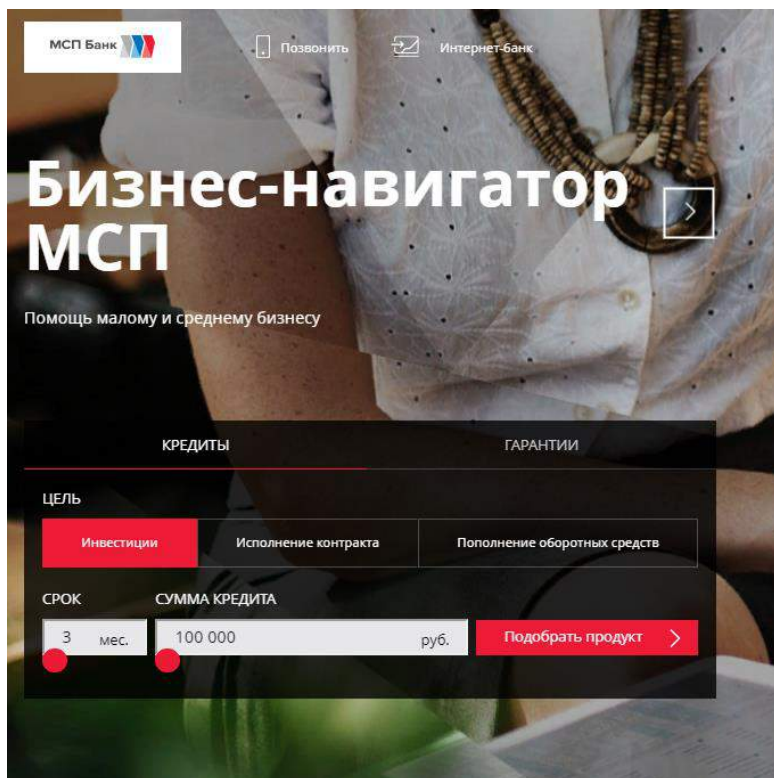 МСП Банк
Позвонить
Интернет-банк
Бизнес-навигатор
МСП
Помощь малому и среднему бизнесу
КРЕДИТЫ
ГАРАНТИИ
ЦЕЛЬ
Инвестиции
Исполнение контракта
Пополнение оборотных средств
СРОК
СУММА КРЕДИТА
3 мес.
100 000 руб.
Подобрать продукт